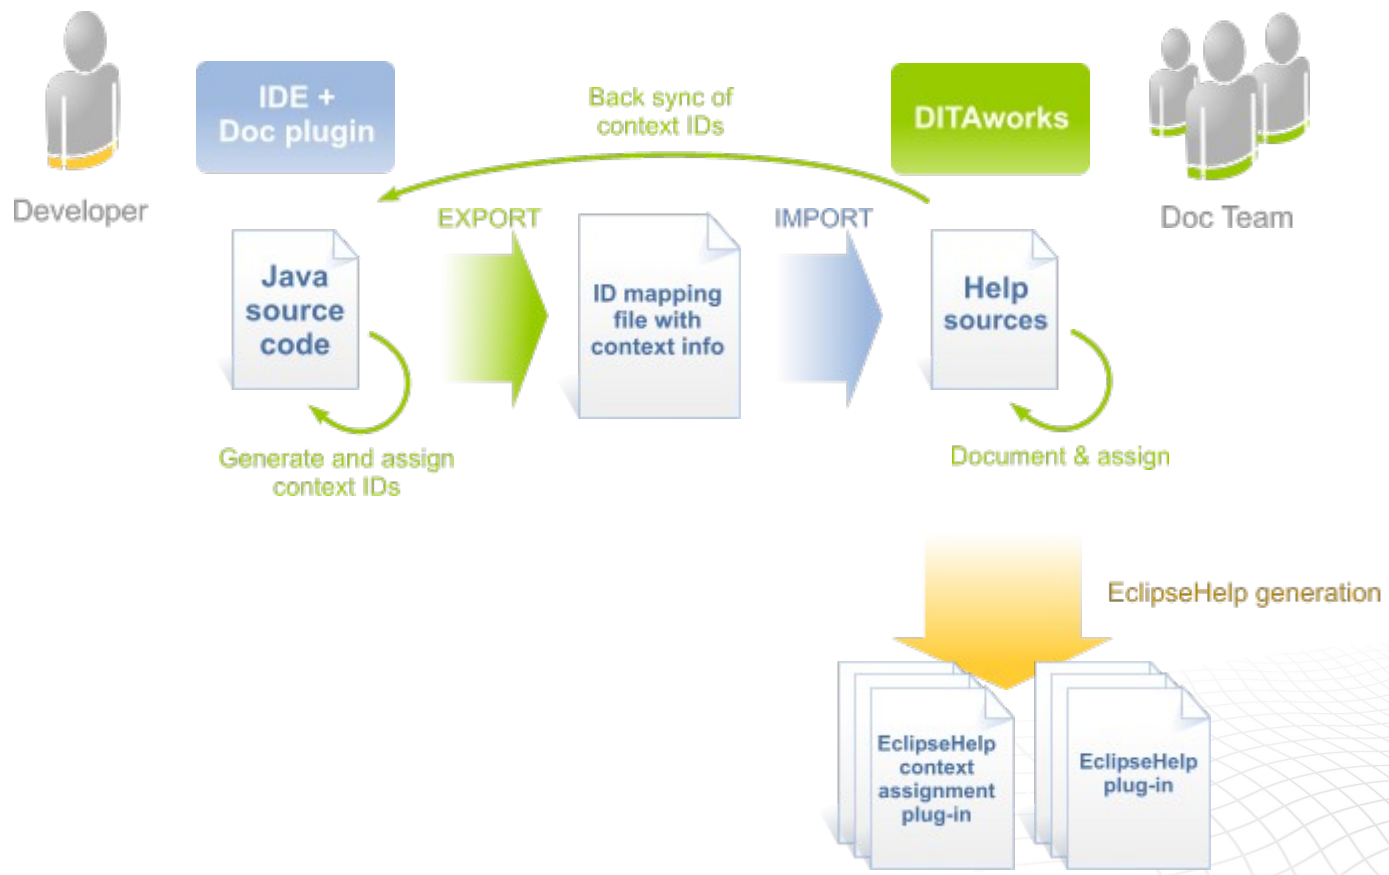 IDE +
Doc plugin
Back sync of
context IDs
DITAworks
Developer
EXPORT
IMPORT
Doc Team
Java
source
code
ID mapping
file with
context info
Help
sources
Generate and assign
context IDs
Document & assign
EclipseHelp generation
EclipseHelp
context
assignment
plug-in
EclipseHelp
plug-in